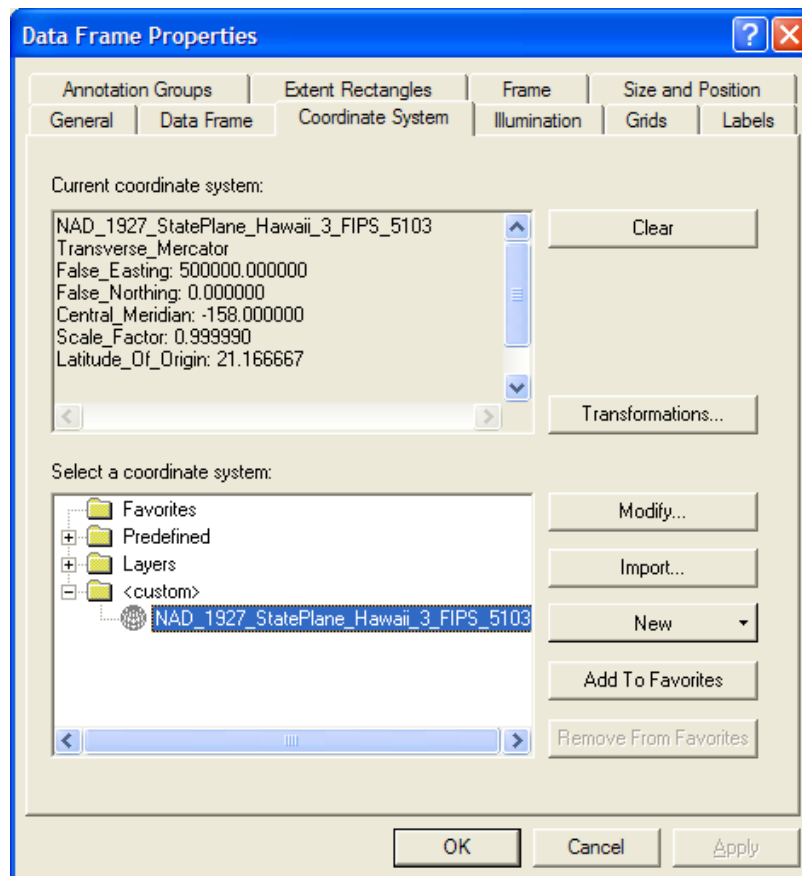 Data Frame Properties
?
Annotation Groups Extent Rectangles Frame Size and Position
General Data Frame Coordinate System Illumination Grids Labels
Current coordinate system:
NAD_1927_StatePlane_Hawaii_3_FIPS_5103
Transverse_Mercator
False_Easting: 500000.000000
False_Northing: 0.000000
Central_Meridian: -158.000000
Scale_Factor: 0.999990
Latitude_Of_Origin: 21.166667
Clear
Transformations...
Select a coordinate system:
Favorites
Predefined
Layers
<custom>
NAD_1927_StatePlane_Hawaii_3_FIPS_5103
Modify...
Import...
New
Add To Favorites
Remove From Favorites
OK Cancel Apply